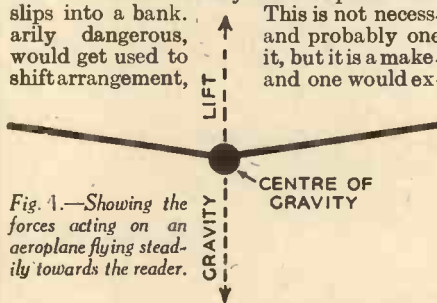 slips into a bank.
arily dangerous,
would get used to
shift arrangement,
This is not necess-
and probably one
it, but it is a make-
and one would ex-
LIFT
CENTRE OF
GRAVITY
GRAVITY
Fig. 1.—Showing the
forces acting on an
aeroplane flying stead-
ily towards the reader.